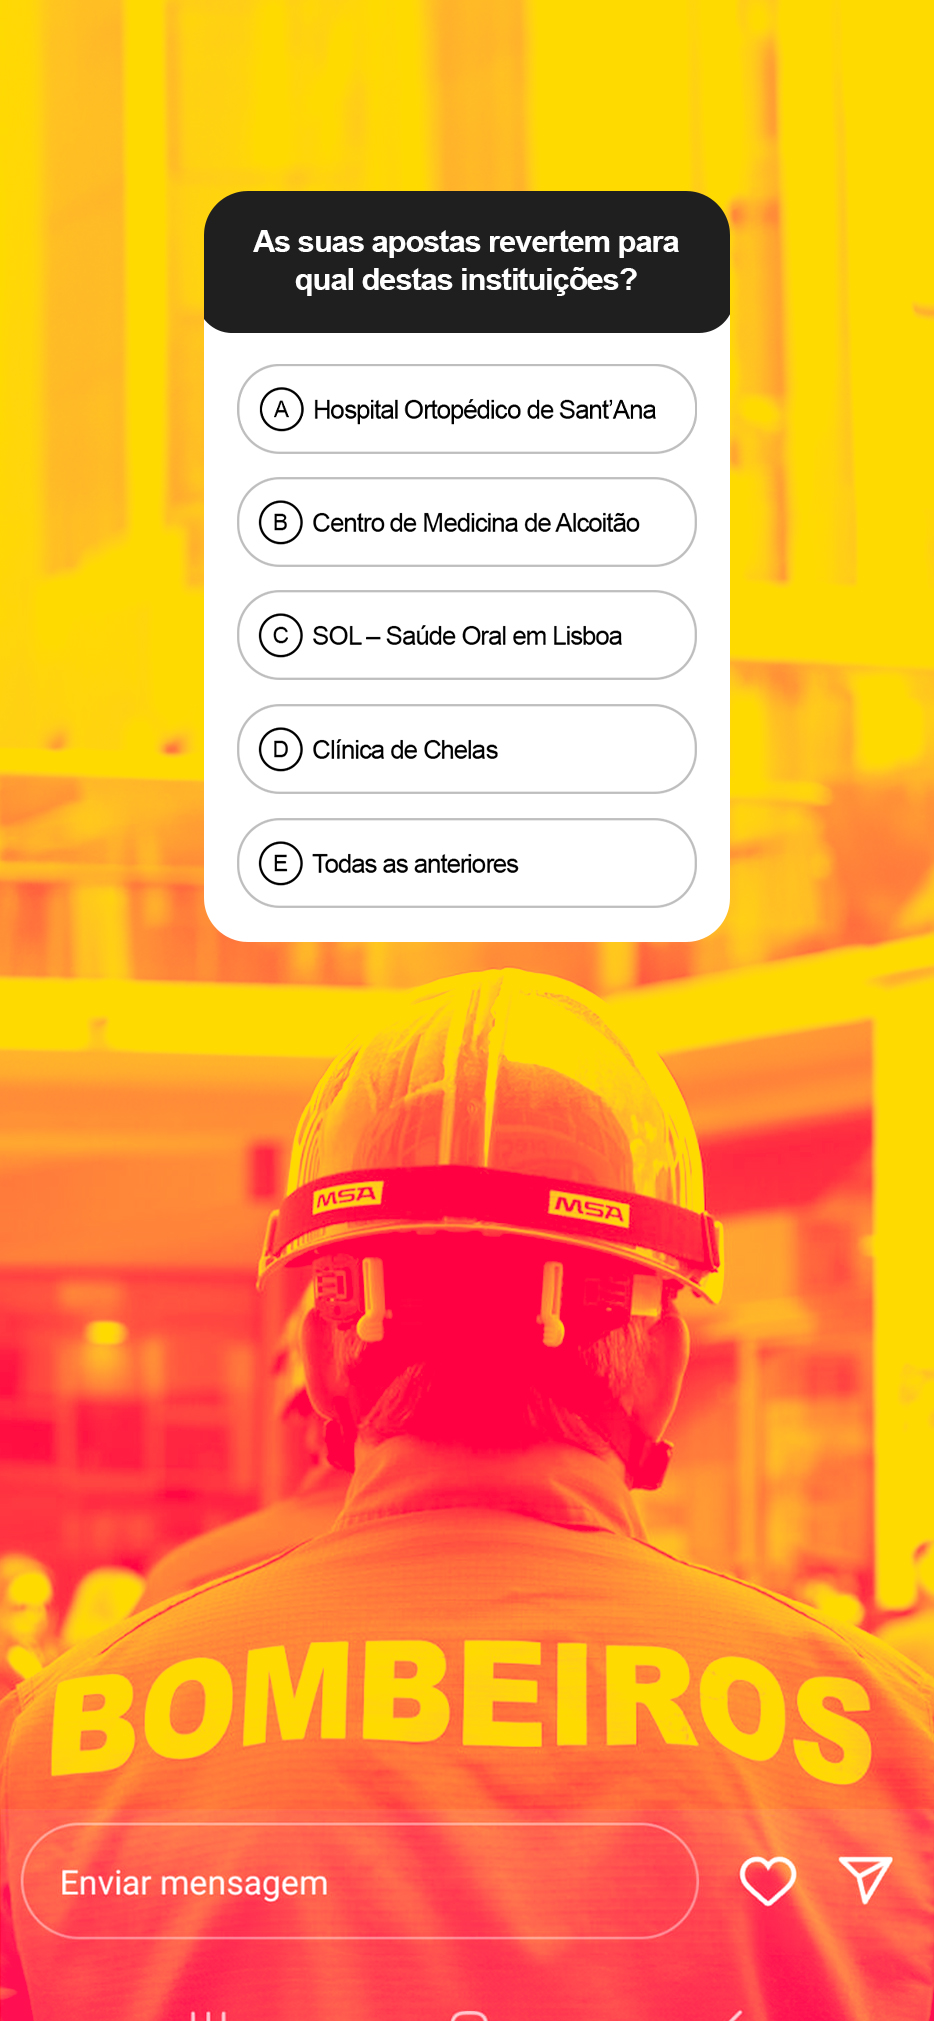 As suas apostas revertem para
qual destas instituições?
A Hospital Ortopédico de Sant’Ana
B Centro de Medicina de Alcoitão
C SOL – Saúde Oral em Lisboa
D Clínica de Chelas
E Todas as anteriores
MSA MSA
BOMBEIROS
Enviar mensagem